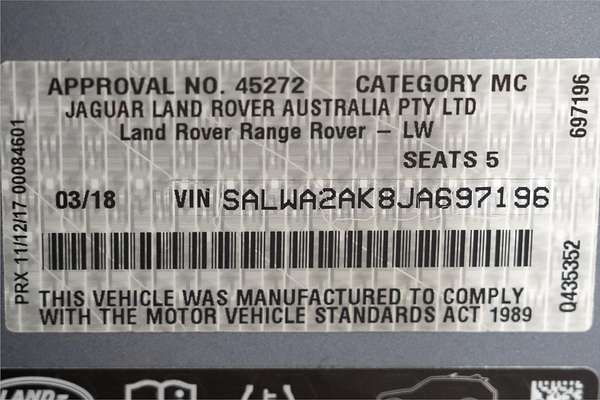 APPROVAL NO. 45272 CATEGORY MC
JAGUAR LAND ROVER AUSTRALIA PTY LTD
Land Rover Range Rover – LW
SEATS 5
03/18 VIN SALWA2AK8JA697196
THIS VEHICLE WAS MANUFACTURED TO COMPLY
WITH THE MOTOR VEHICLE STANDARDS ACT 1989
PRX 11/12/17 00084601
697196
0435352
LAND-